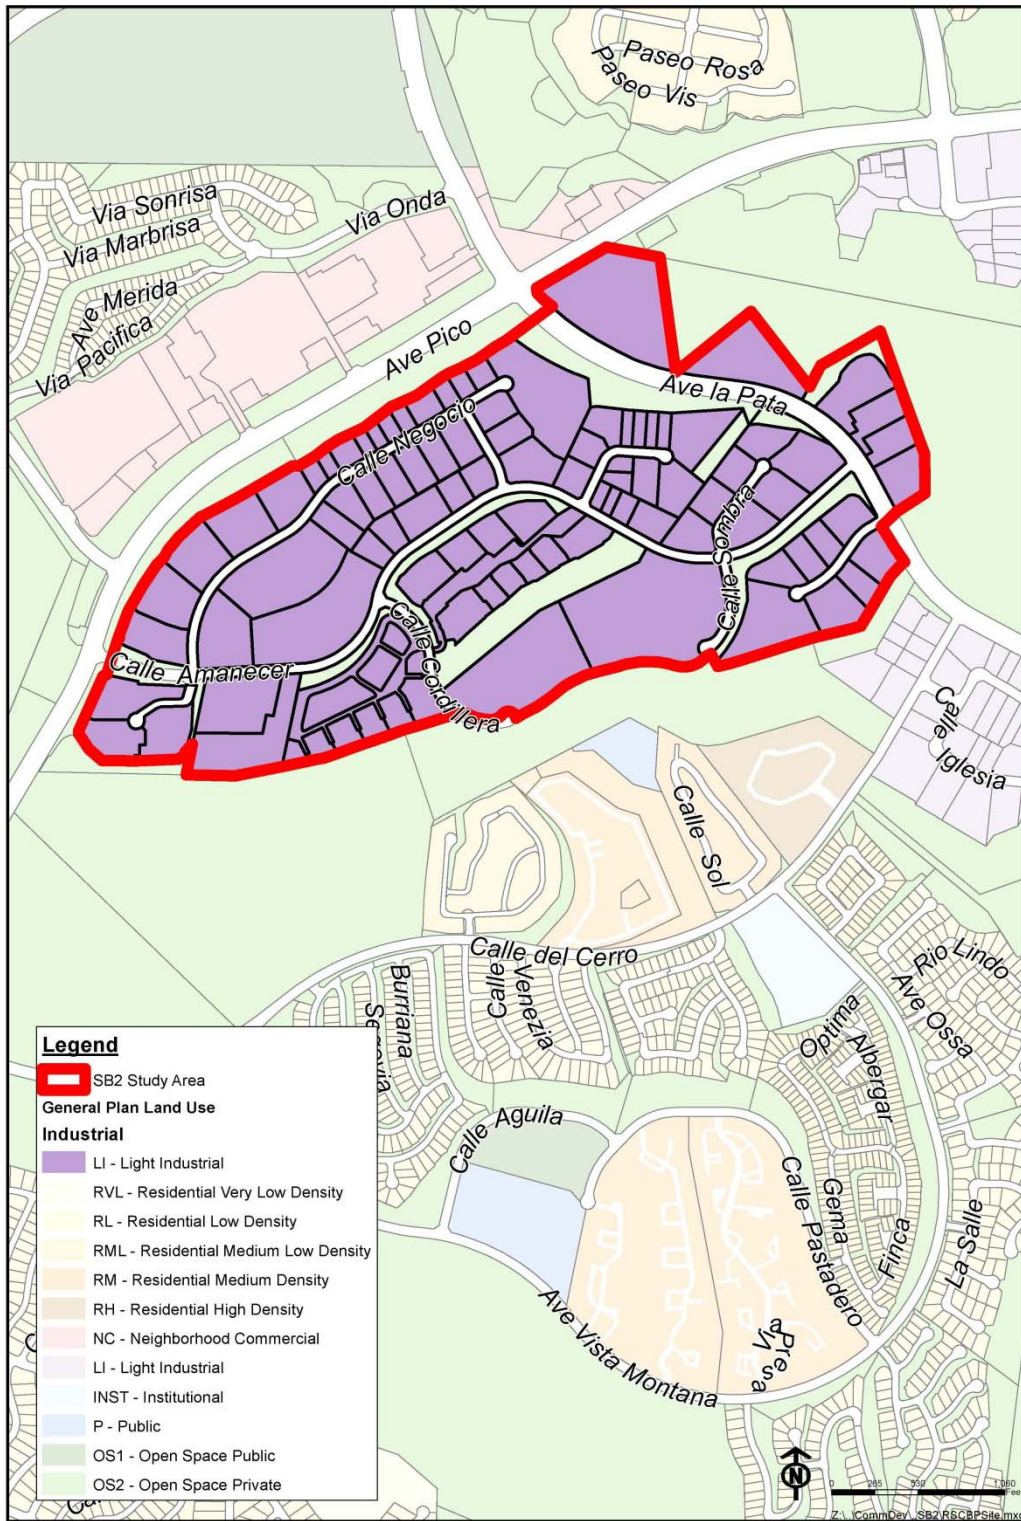 Paseo Rosa
Paseo Vis
Via Sonrisa
Via Onda
Via Marbrisa
Ave Merida
Via Pacifica
Ave Pico
Ave la Pata
Calle Negocio
Calle Sombra
Calle Cordillera
Calle Amanecer
Calle Iglesia
Calle Sol
Calle del Cerro
Rio Lindo
Ave Ossa
Burriana
Segovia
Calle Venezia
Optima
Albergar
Calle Aguila
Calle Pastadero
Gema
Finca
La Salle
Ave Vista Montana
Via Presa
Legend
SB2 Study Area
General Plan Land Use
Industrial
LI - Light Industrial
RVL - Residential Very Low Density
RL - Residential Low Density
RML - Residential Medium Low Density
RM - Residential Medium Density
RH - Residential High Density
NC - Neighborhood Commercial
LI - Light Industrial
INST - Institutional
P - Public
OS1 - Open Space Public
OS2 - Open Space Private
N
0 265 530 1,060
Fee
Z:\...\CommDev\_SB2\RSCBPSite.mxd